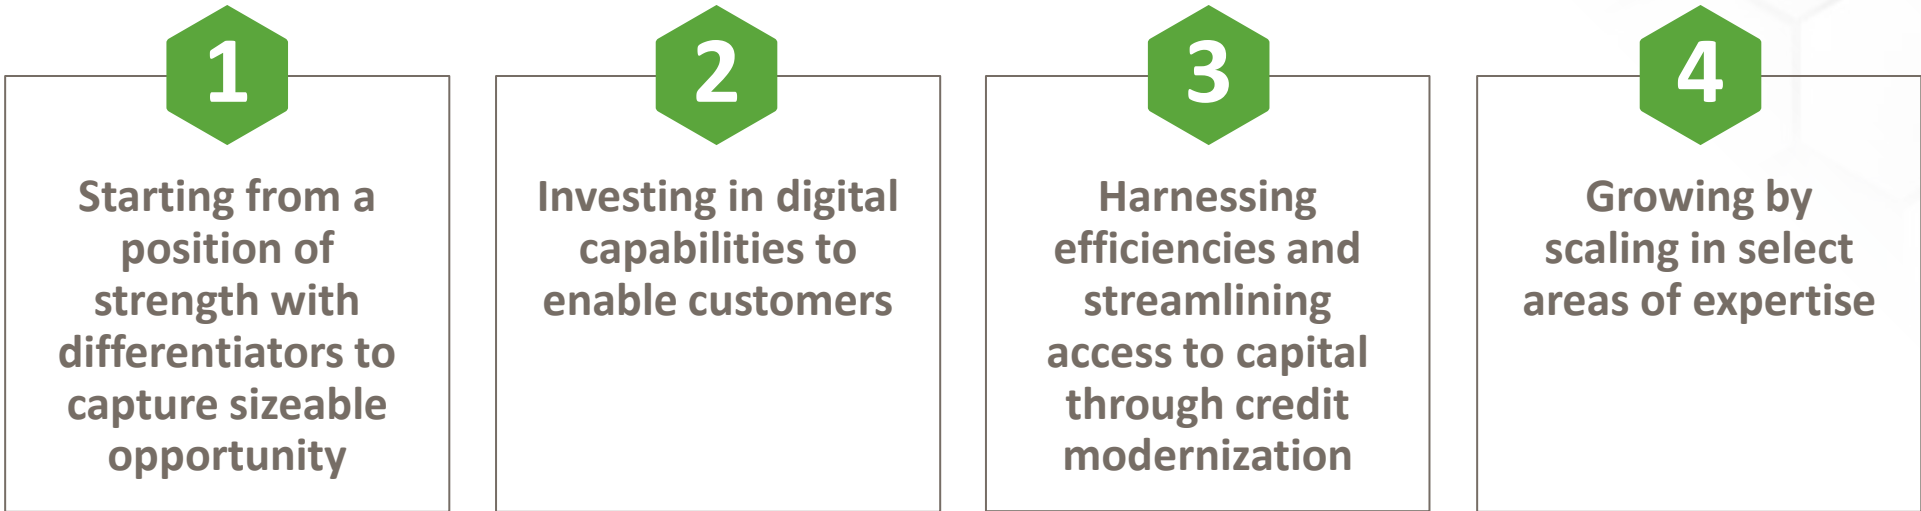 1
Starting from a
position of
strength with
differentiators to
capture sizeable
opportunity
2
Investing in digital
capabilities to
enable customers
3
Harnessing
efficiencies and
streamlining
access to capital
through credit
modernization
4
Growing by
scaling in select
areas of expertise